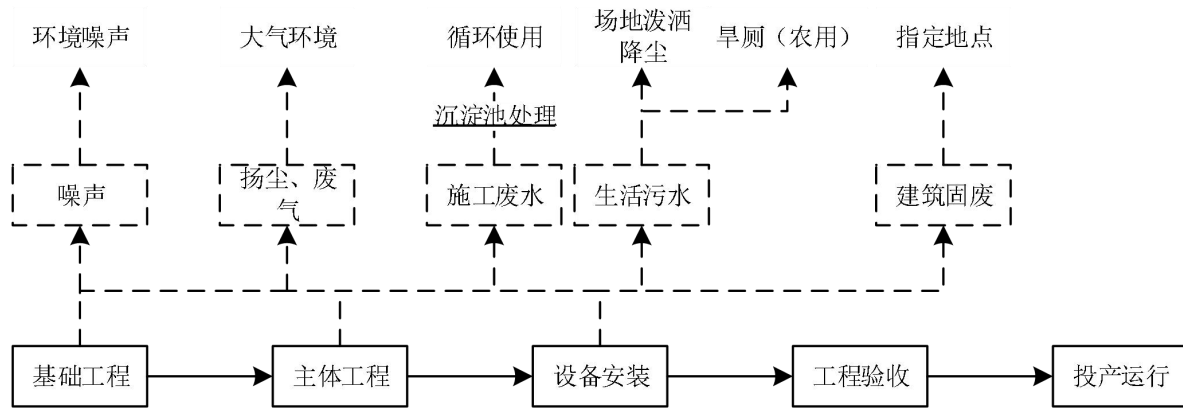 环境噪声
大气环境
循环使用
场地泼洒
降尘
旱厕（农用）
指定地点
沉淀池处理
噪声
扬尘、废
气
施工废水
生活污水
建筑固废
基础工程
主体工程
设备安装
工程验收
投产运行